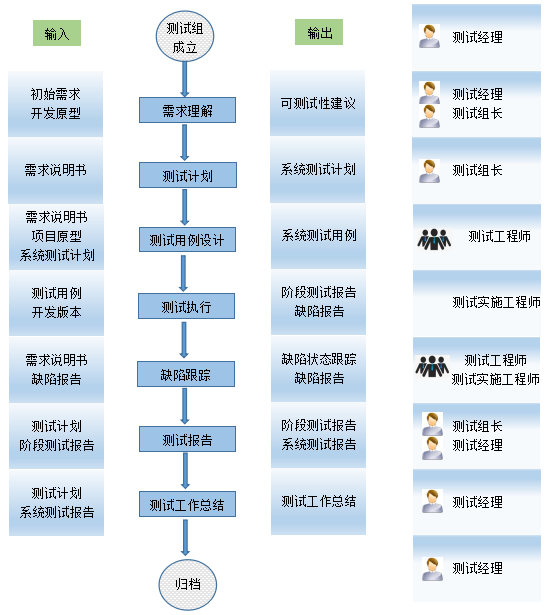 输入
测试组
成立
输出
测试经理
初始需求
开发原型
需求理解
可测试性建议
测试经理
测试组长
需求说明书
测试计划
系统测试计划
测试组长
需求说明书
项目原型
系统测试计划
测试用例设计
系统测试用例
测试工程师
测试用例
开发版本
测试执行
阶段测试报告
缺陷报告
测试实施工程师
需求说明书
缺陷报告
缺陷跟踪
缺陷状态跟踪
缺陷报告
测试工程师
测试实施工程师
测试计划
阶段测试报告
测试报告
阶段测试报告
系统测试报告
测试组长
测试经理
测试计划
系统测试报告
测试工作总结
测试工作总结
测试经理
归档
测试经理